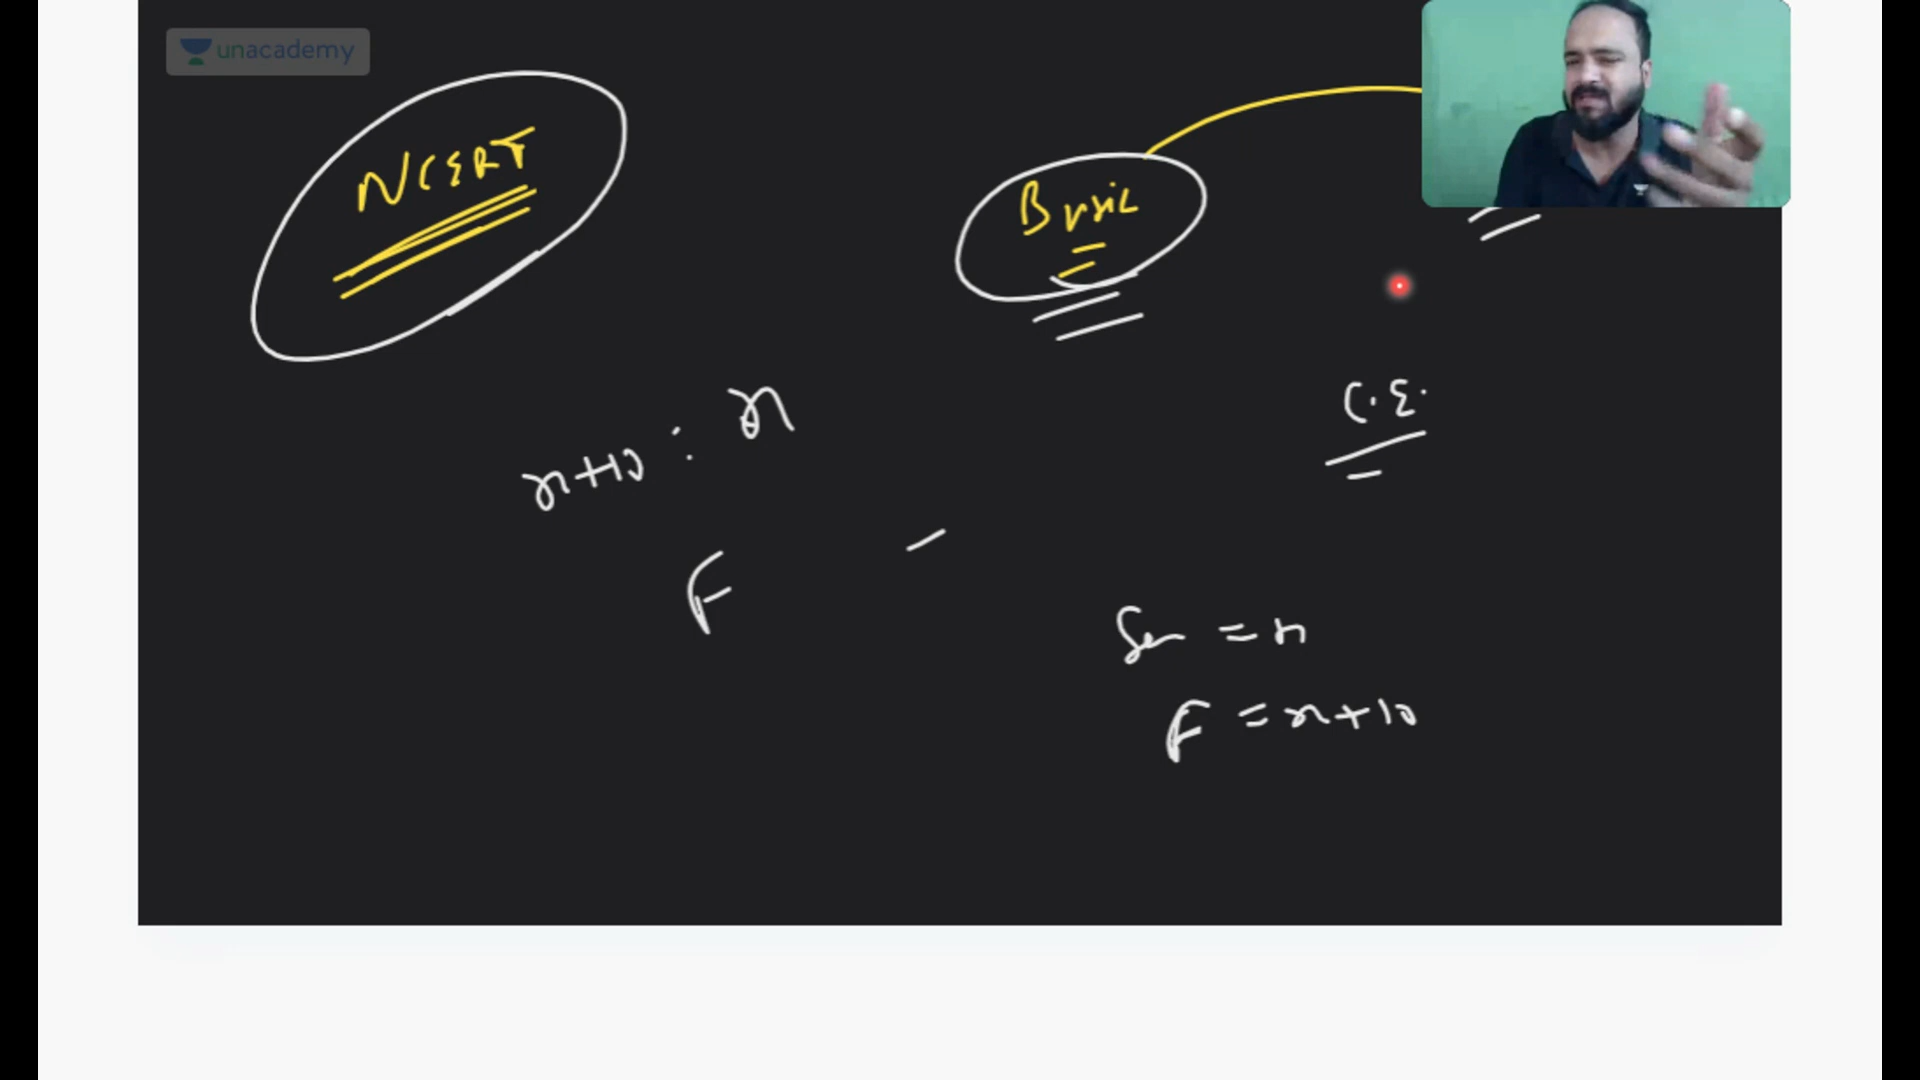 unacademy
NCERT
Basic
x+10 : x
C.E.
F -
Son = x
F = x+10